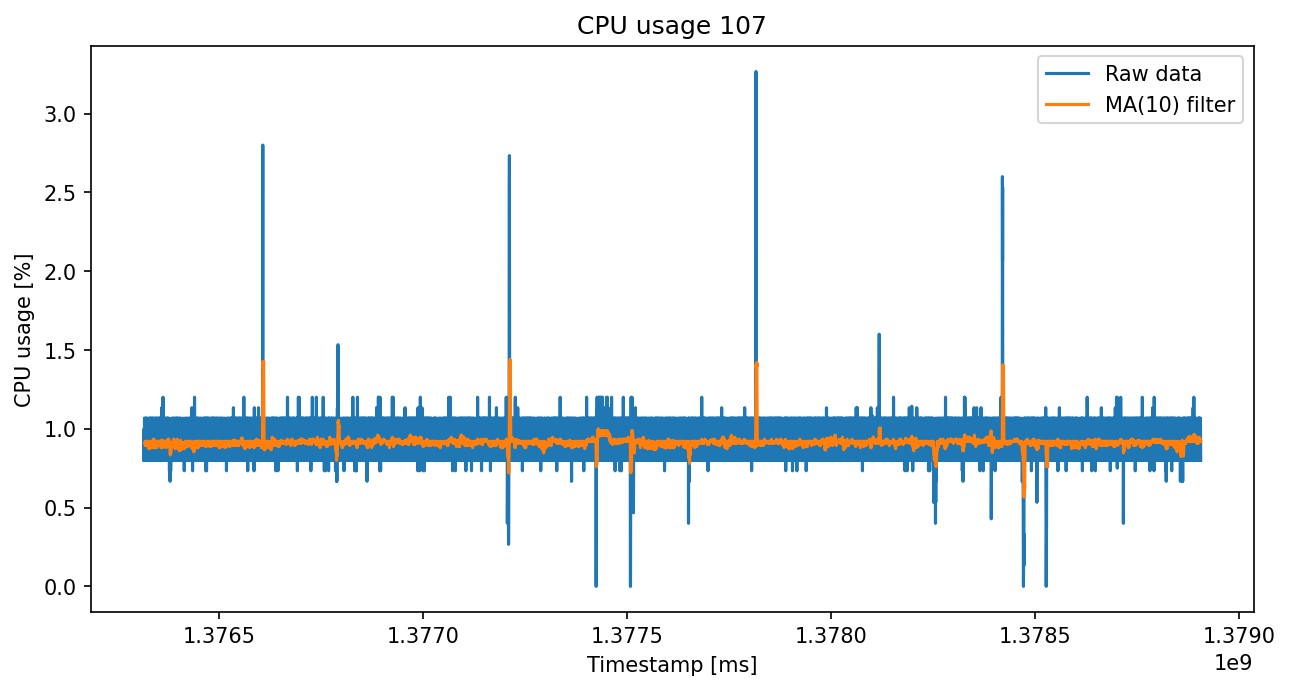 CPU usage 107
Raw data
MA(10) filter
CPU usage [%]
3.0
2.5
2.0
1.5
1.0
0.5
0.0
1.3765 1.3770 1.3775 1.3780 1.3785 1.3790
1e9
Timestamp [ms]